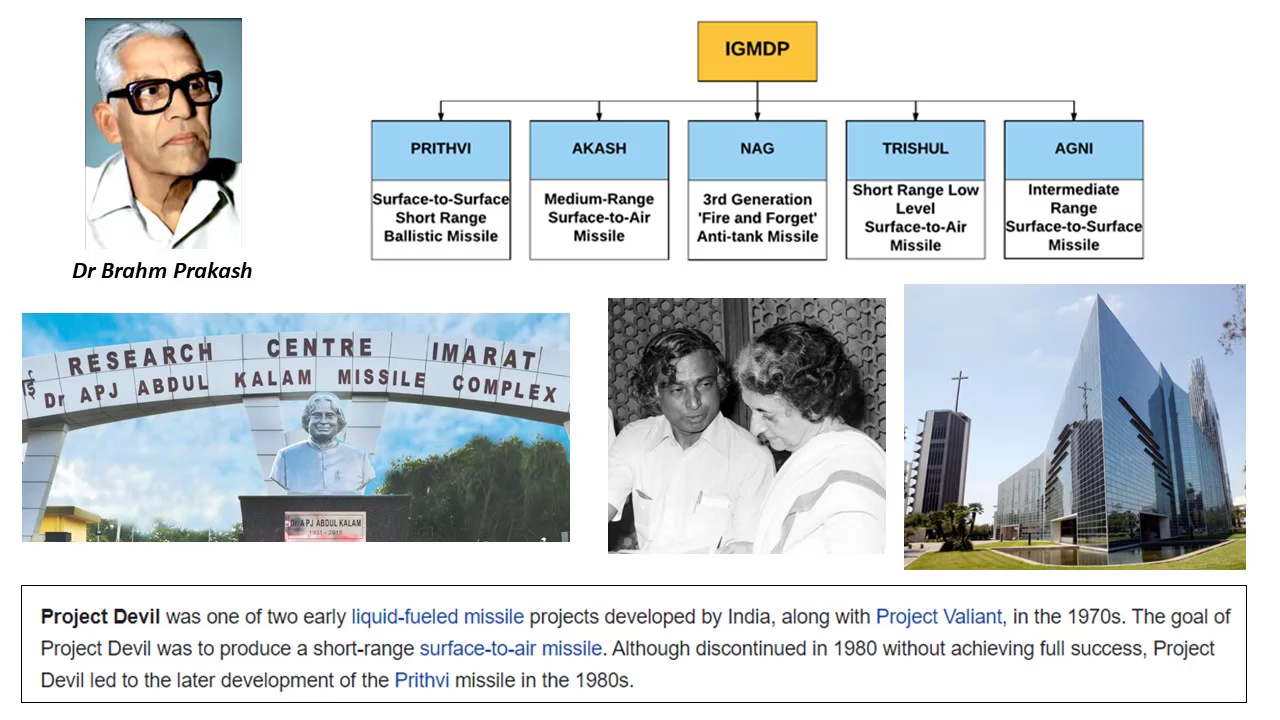 IGMDP
PRITHVI
Surface-to-Surface
Short Range
Ballistic Missile
AKASH
Medium-Range
Surface-to-Air
Missile
NAG
3rd Generation
'Fire and Forget'
Anti-tank Missile
TRISHUL
Short Range Low
Level
Surface-to-Air
Missile
AGNI
Intermediate
Range
Surface-to-Surface
Missile
Dr Brahm Prakash
RESEARCH CENTRE IMARAT
Dr APJ ABDUL KALAM MISSILE COMPLEX
Dr A P J ABDUL KALAM
1931 - 2015
Project Devil was one of two early liquid-fueled missile projects developed by India, along with Project Valiant, in the 1970s. The goal of
Project Devil was to produce a short-range surface-to-air missile. Although discontinued in 1980 without achieving full success, Project
Devil led to the later development of the Prithvi missile in the 1980s.